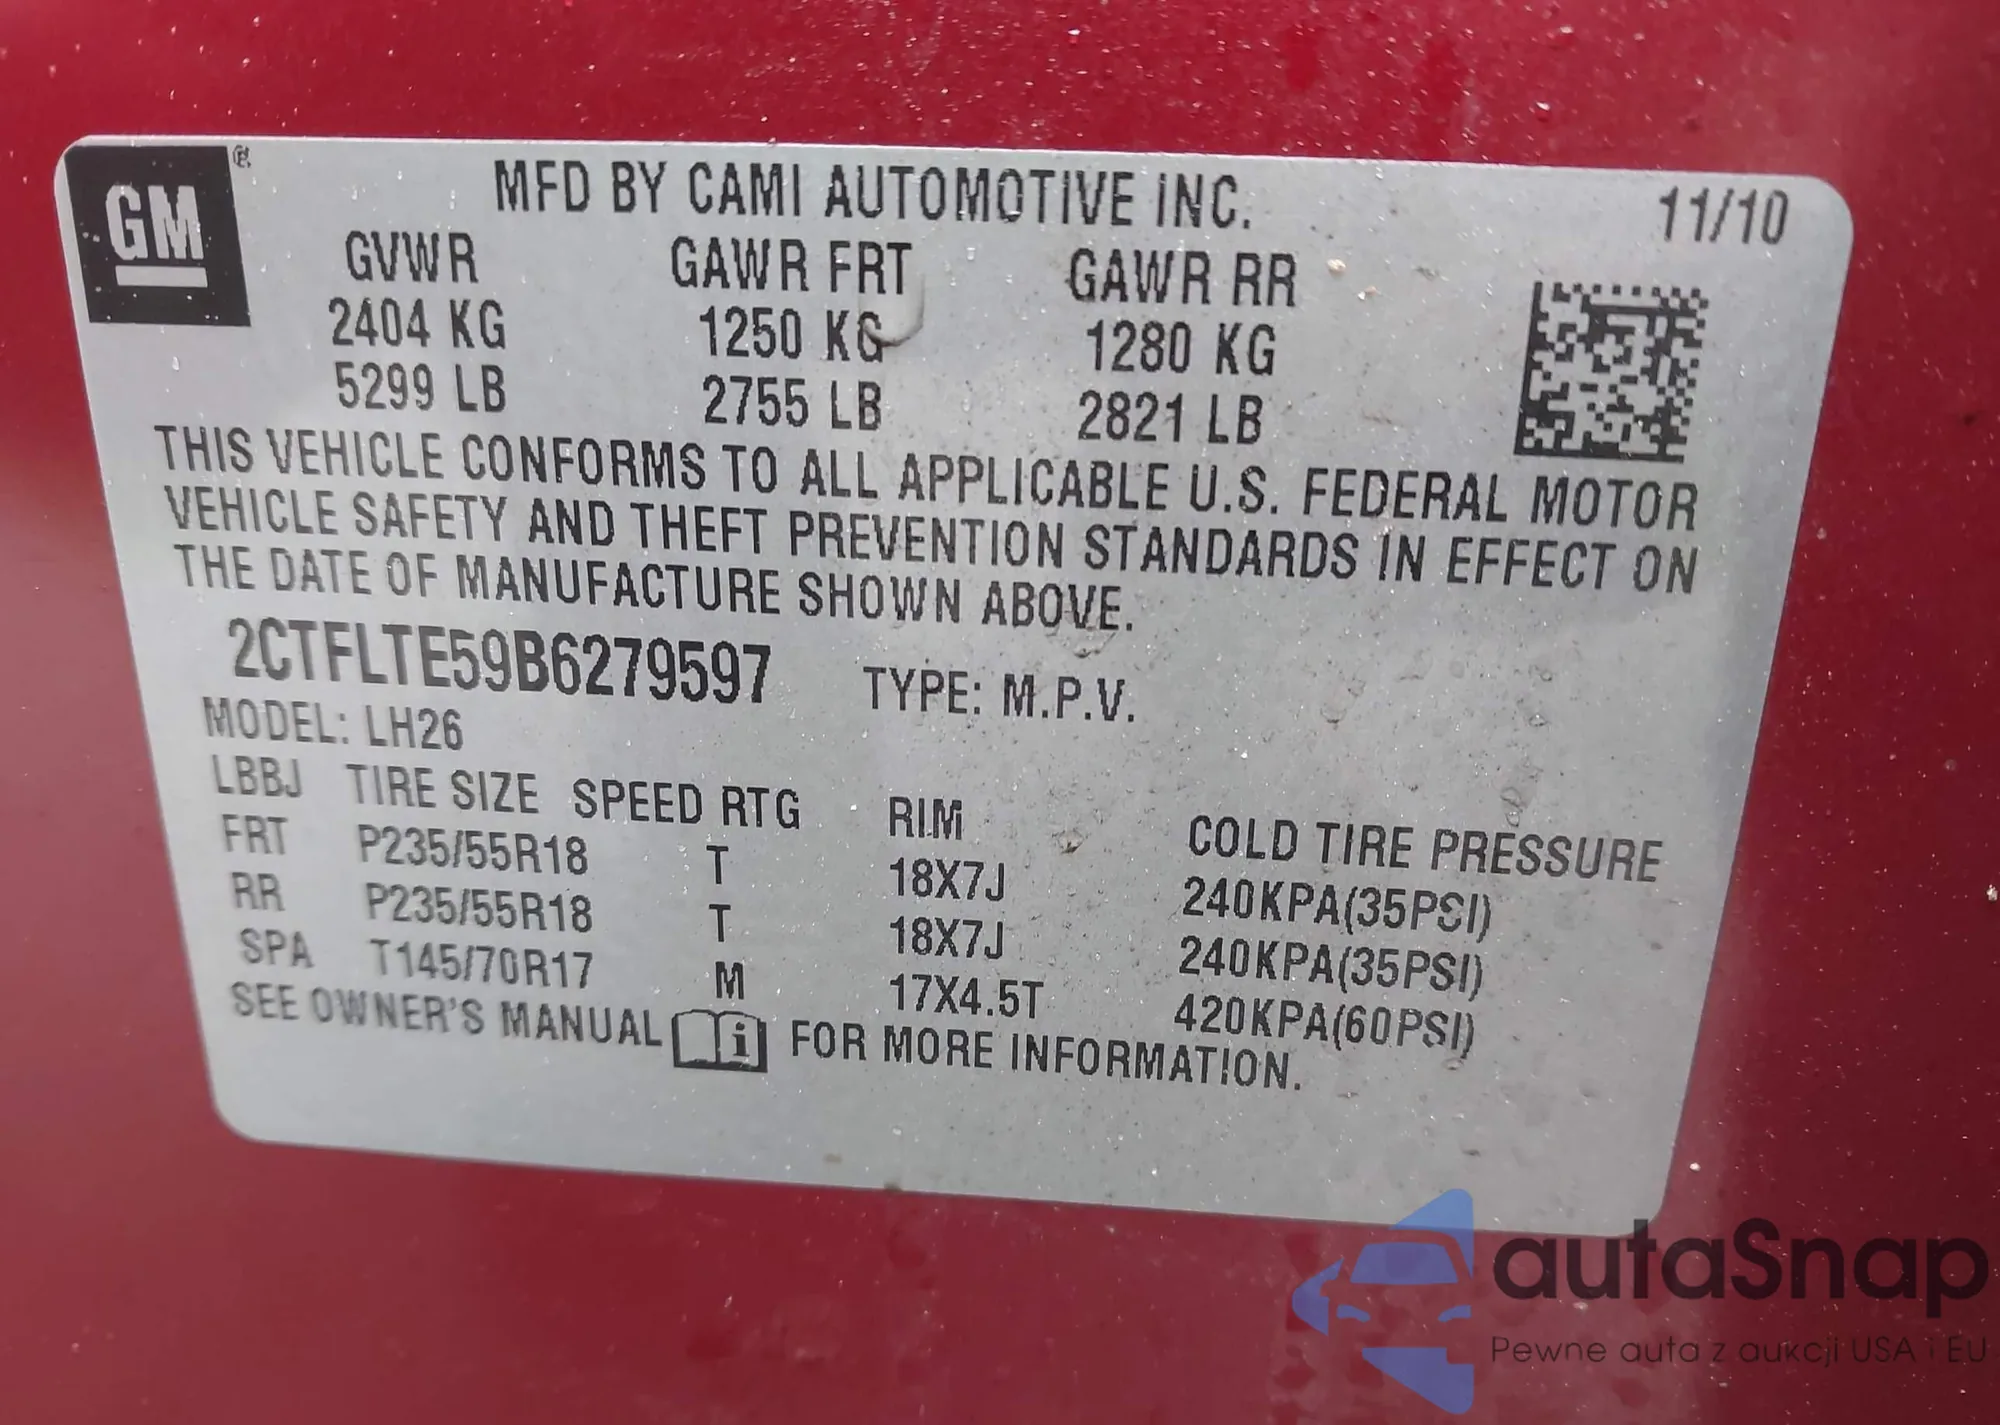 GM
MFD BY CAMI AUTOMOTIVE INC. 11/10
GVWR GAWR FRT GAWR RR
2404 KG 1250 KG 1280 KG
5299 LB 2755 LB 2821 LB
THIS VEHICLE CONFORMS TO ALL APPLICABLE U.S. FEDERAL MOTOR
VEHICLE SAFETY AND THEFT PREVENTION STANDARDS IN EFFECT ON
THE DATE OF MANUFACTURE SHOWN ABOVE.
2CTFLTE59B6279597 TYPE: M.P.V.
MODEL: LH26
LBBJ TIRE SIZE SPEED RTG RIM COLD TIRE PRESSURE
FRT P235/55R18 T 18X7J 240KPA(35PSI)
RR P235/55R18 T 18X7J 240KPA(35PSI)
SPA T145/70R17 M 17X4.5T 420KPA(60PSI)
SEE OWNER'S MANUAL i FOR MORE INFORMATION.
autaSnap
Pewne auta z aukcji USA i EU